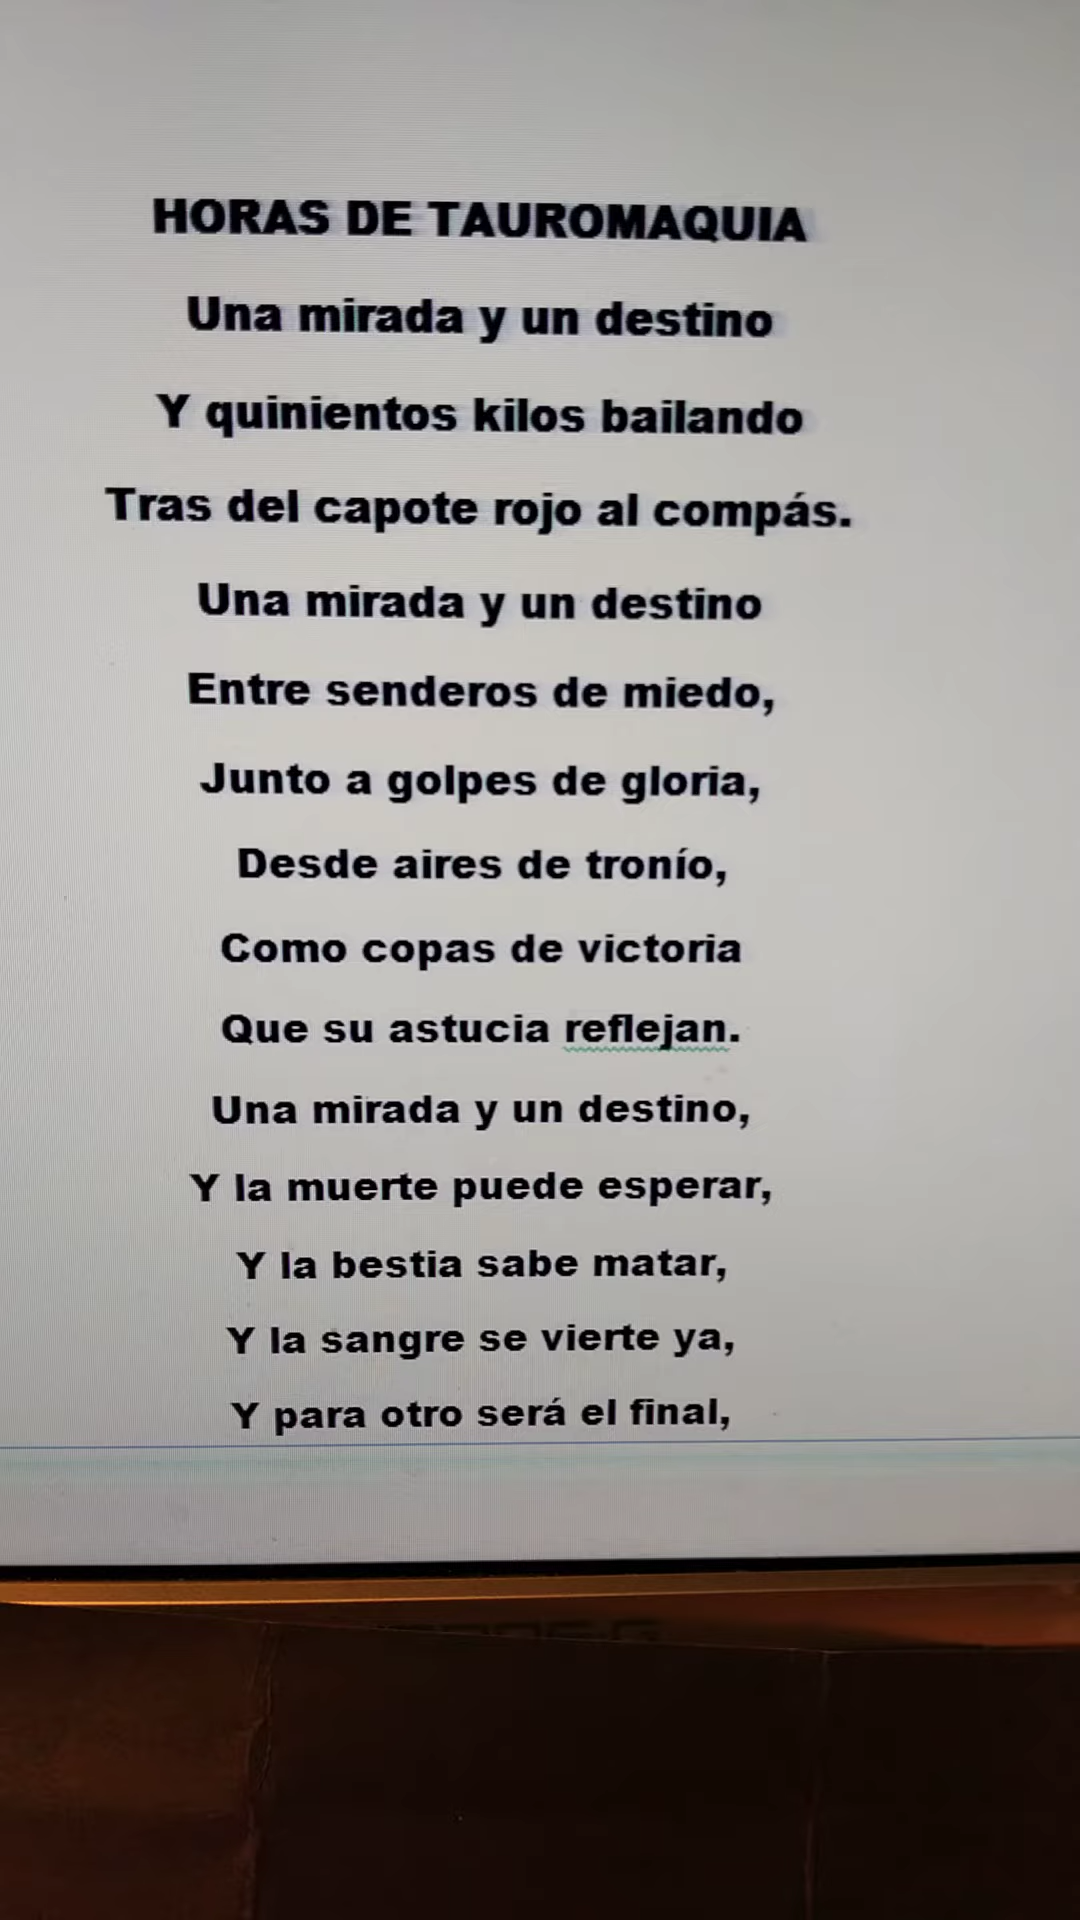 HORAS DE TAUROMAQUIA
Una mirada y un destino
Y quinientos kilos bailando
Tras del capote rojo al compás.
Una mirada y un destino
Entre senderos de miedo,
Junto a golpes de gloria,
Desde aires de tronío,
Como copas de victoria
Que su astucia reflejan.
Una mirada y un destino,
Y la muerte puede esperar,
Y la bestia sabe matar,
Y la sangre se vierte ya,
Y para otro será el final,